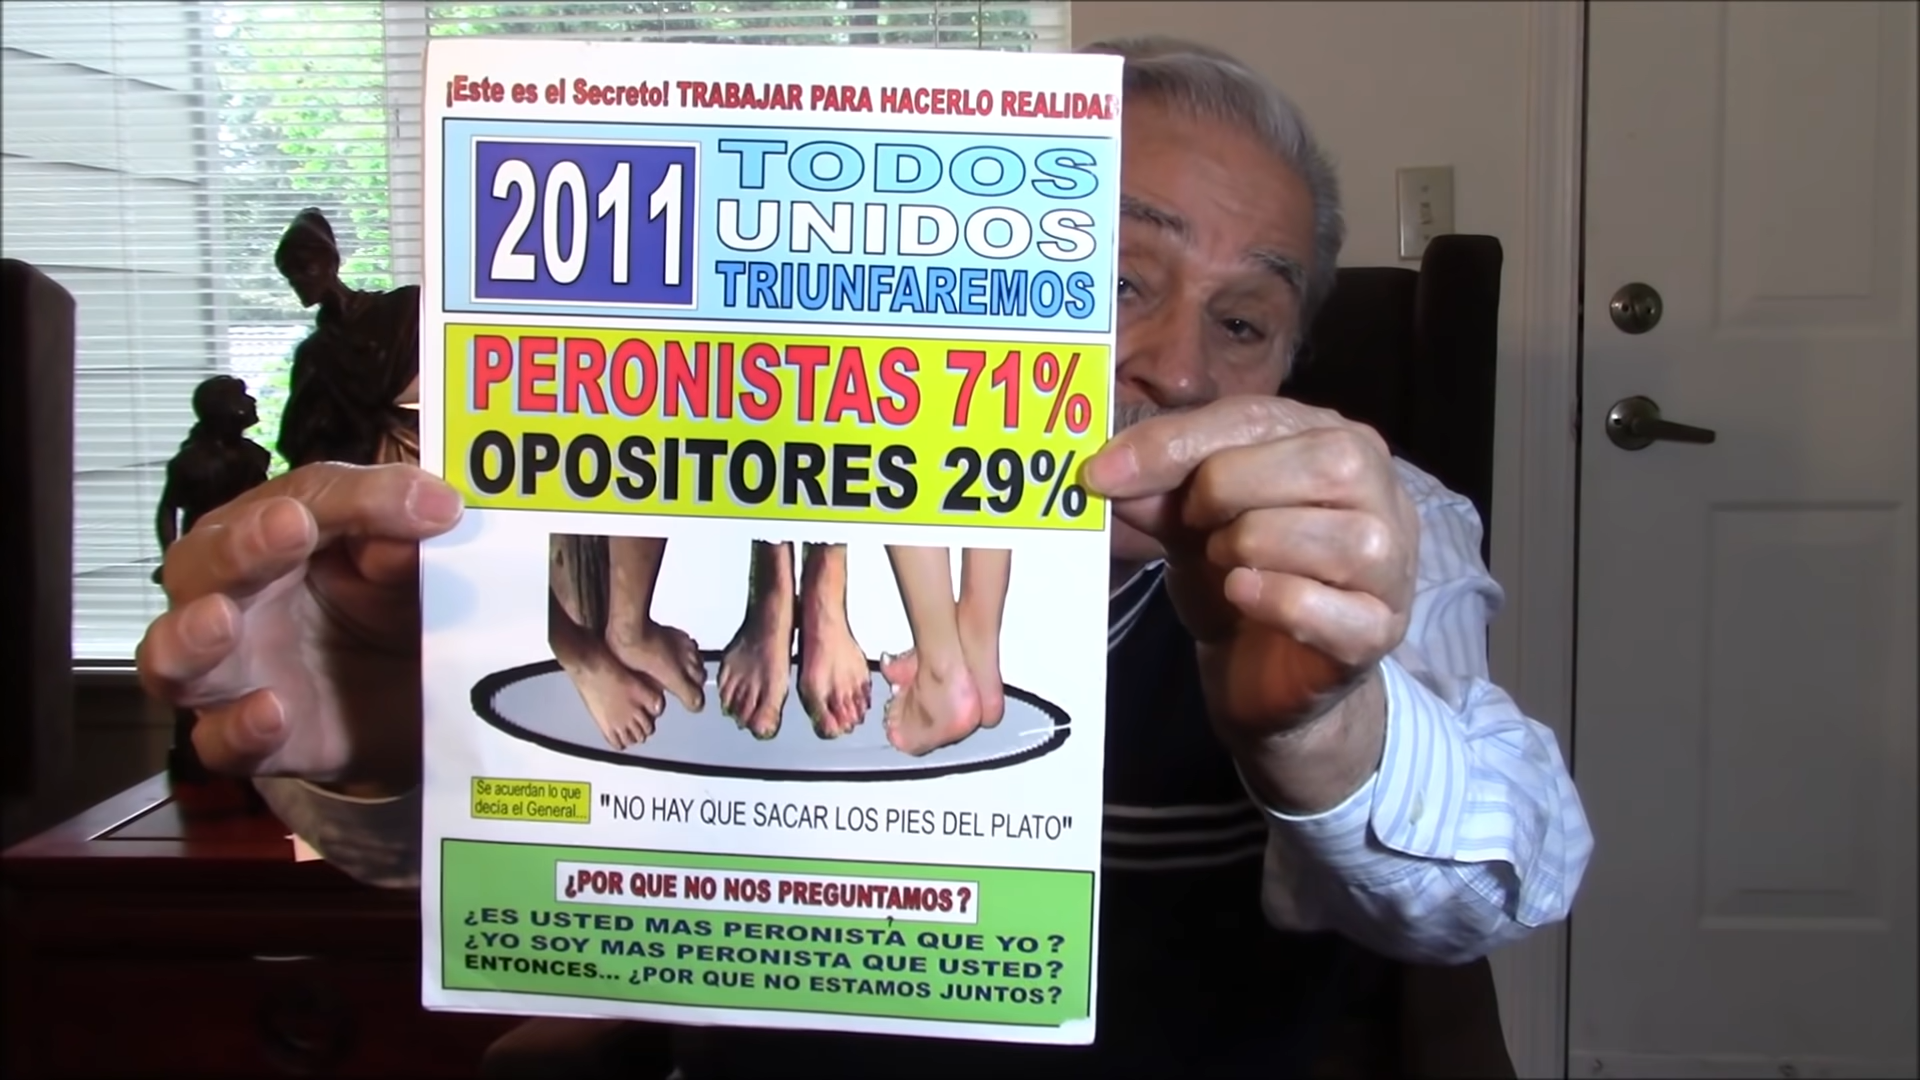 ¡Este es el Secreto! TRABAJAR PARA HACERLO REALIDAD
2011
TODOS
UNIDOS
TRIUNFAREMOS
PERONISTAS 71%
OPOSITORES 29%
Se acuerdan lo que
decía el General...
"NO HAY QUE SACAR LOS PIES DEL PLATO"
¿POR QUE NO NOS PREGUNTAMOS?
¿ES USTED MAS PERONISTA QUE YO?
¿YO SOY MAS PERONISTA QUE USTED?
ENTONCES... ¿POR QUE NO ESTAMOS JUNTOS?